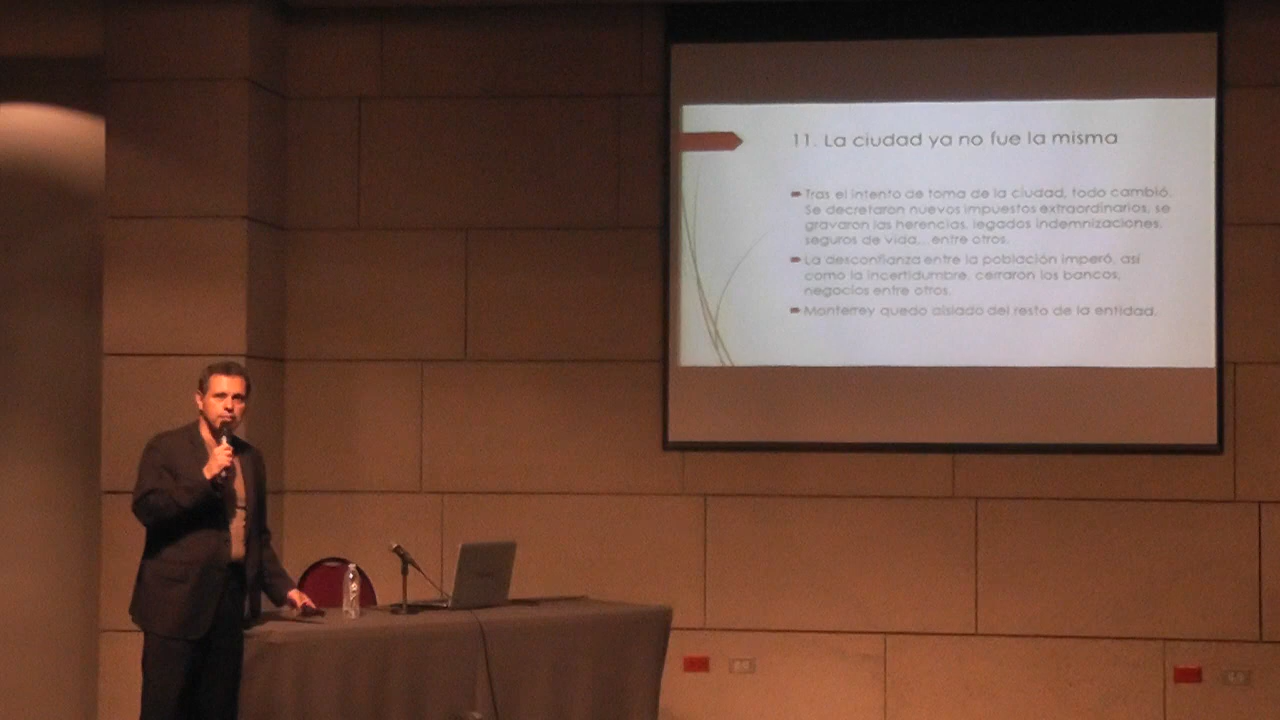 11. La ciudad ya no fue la misma
Tras el intento de toma de la ciudad, todo cambió.
Se decretaron nuevos impuestos extraordinarios, se
gravaron las herencias, legados indemnizaciones,
seguros de vida... entre otros.
La desconfianza entre la población imperó, así
como la incertidumbre, cerraron los bancos,
negocios entre otros.
Monterrey quedo aislado del resto de la entidad.